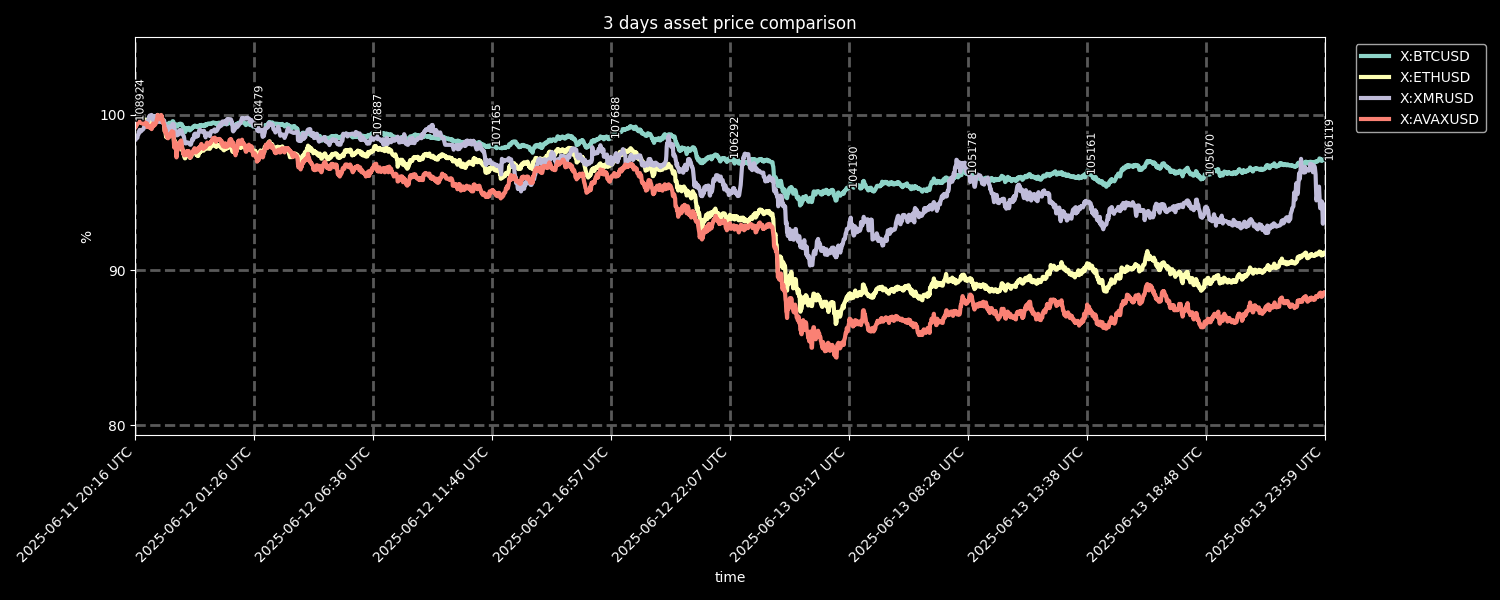 3 days asset price comparison
X:BTCUSD
X:ETHUSD
X:XMRUSD
X:AVAXUSD
108924
108479
107887
107165
107688
106292
104190
105178
105161
105070
106119
100
90
80
%
2025-06-11 20:16 UTC
2025-06-12 01:26 UTC
2025-06-12 06:36 UTC
2025-06-12 11:46 UTC
2025-06-12 16:57 UTC
2025-06-12 22:07 UTC
2025-06-13 03:17 UTC
2025-06-13 08:28 UTC
2025-06-13 13:38 UTC
2025-06-13 18:48 UTC
2025-06-13 23:59 UTC
time